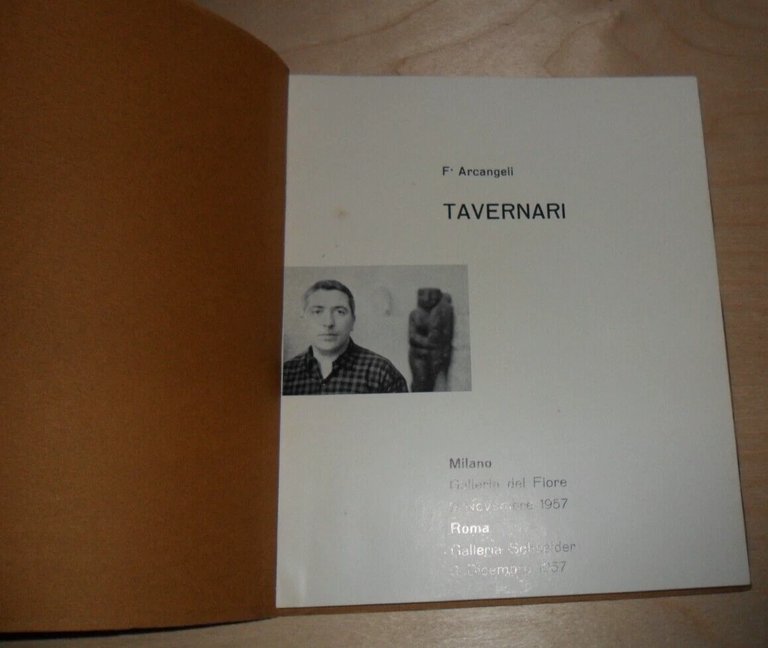 F. Arcangeli
TAVERNARI
Milano
Galleria del Fiore
Novembre 1957
Roma
Galleria Schneider
Dicembre 1957